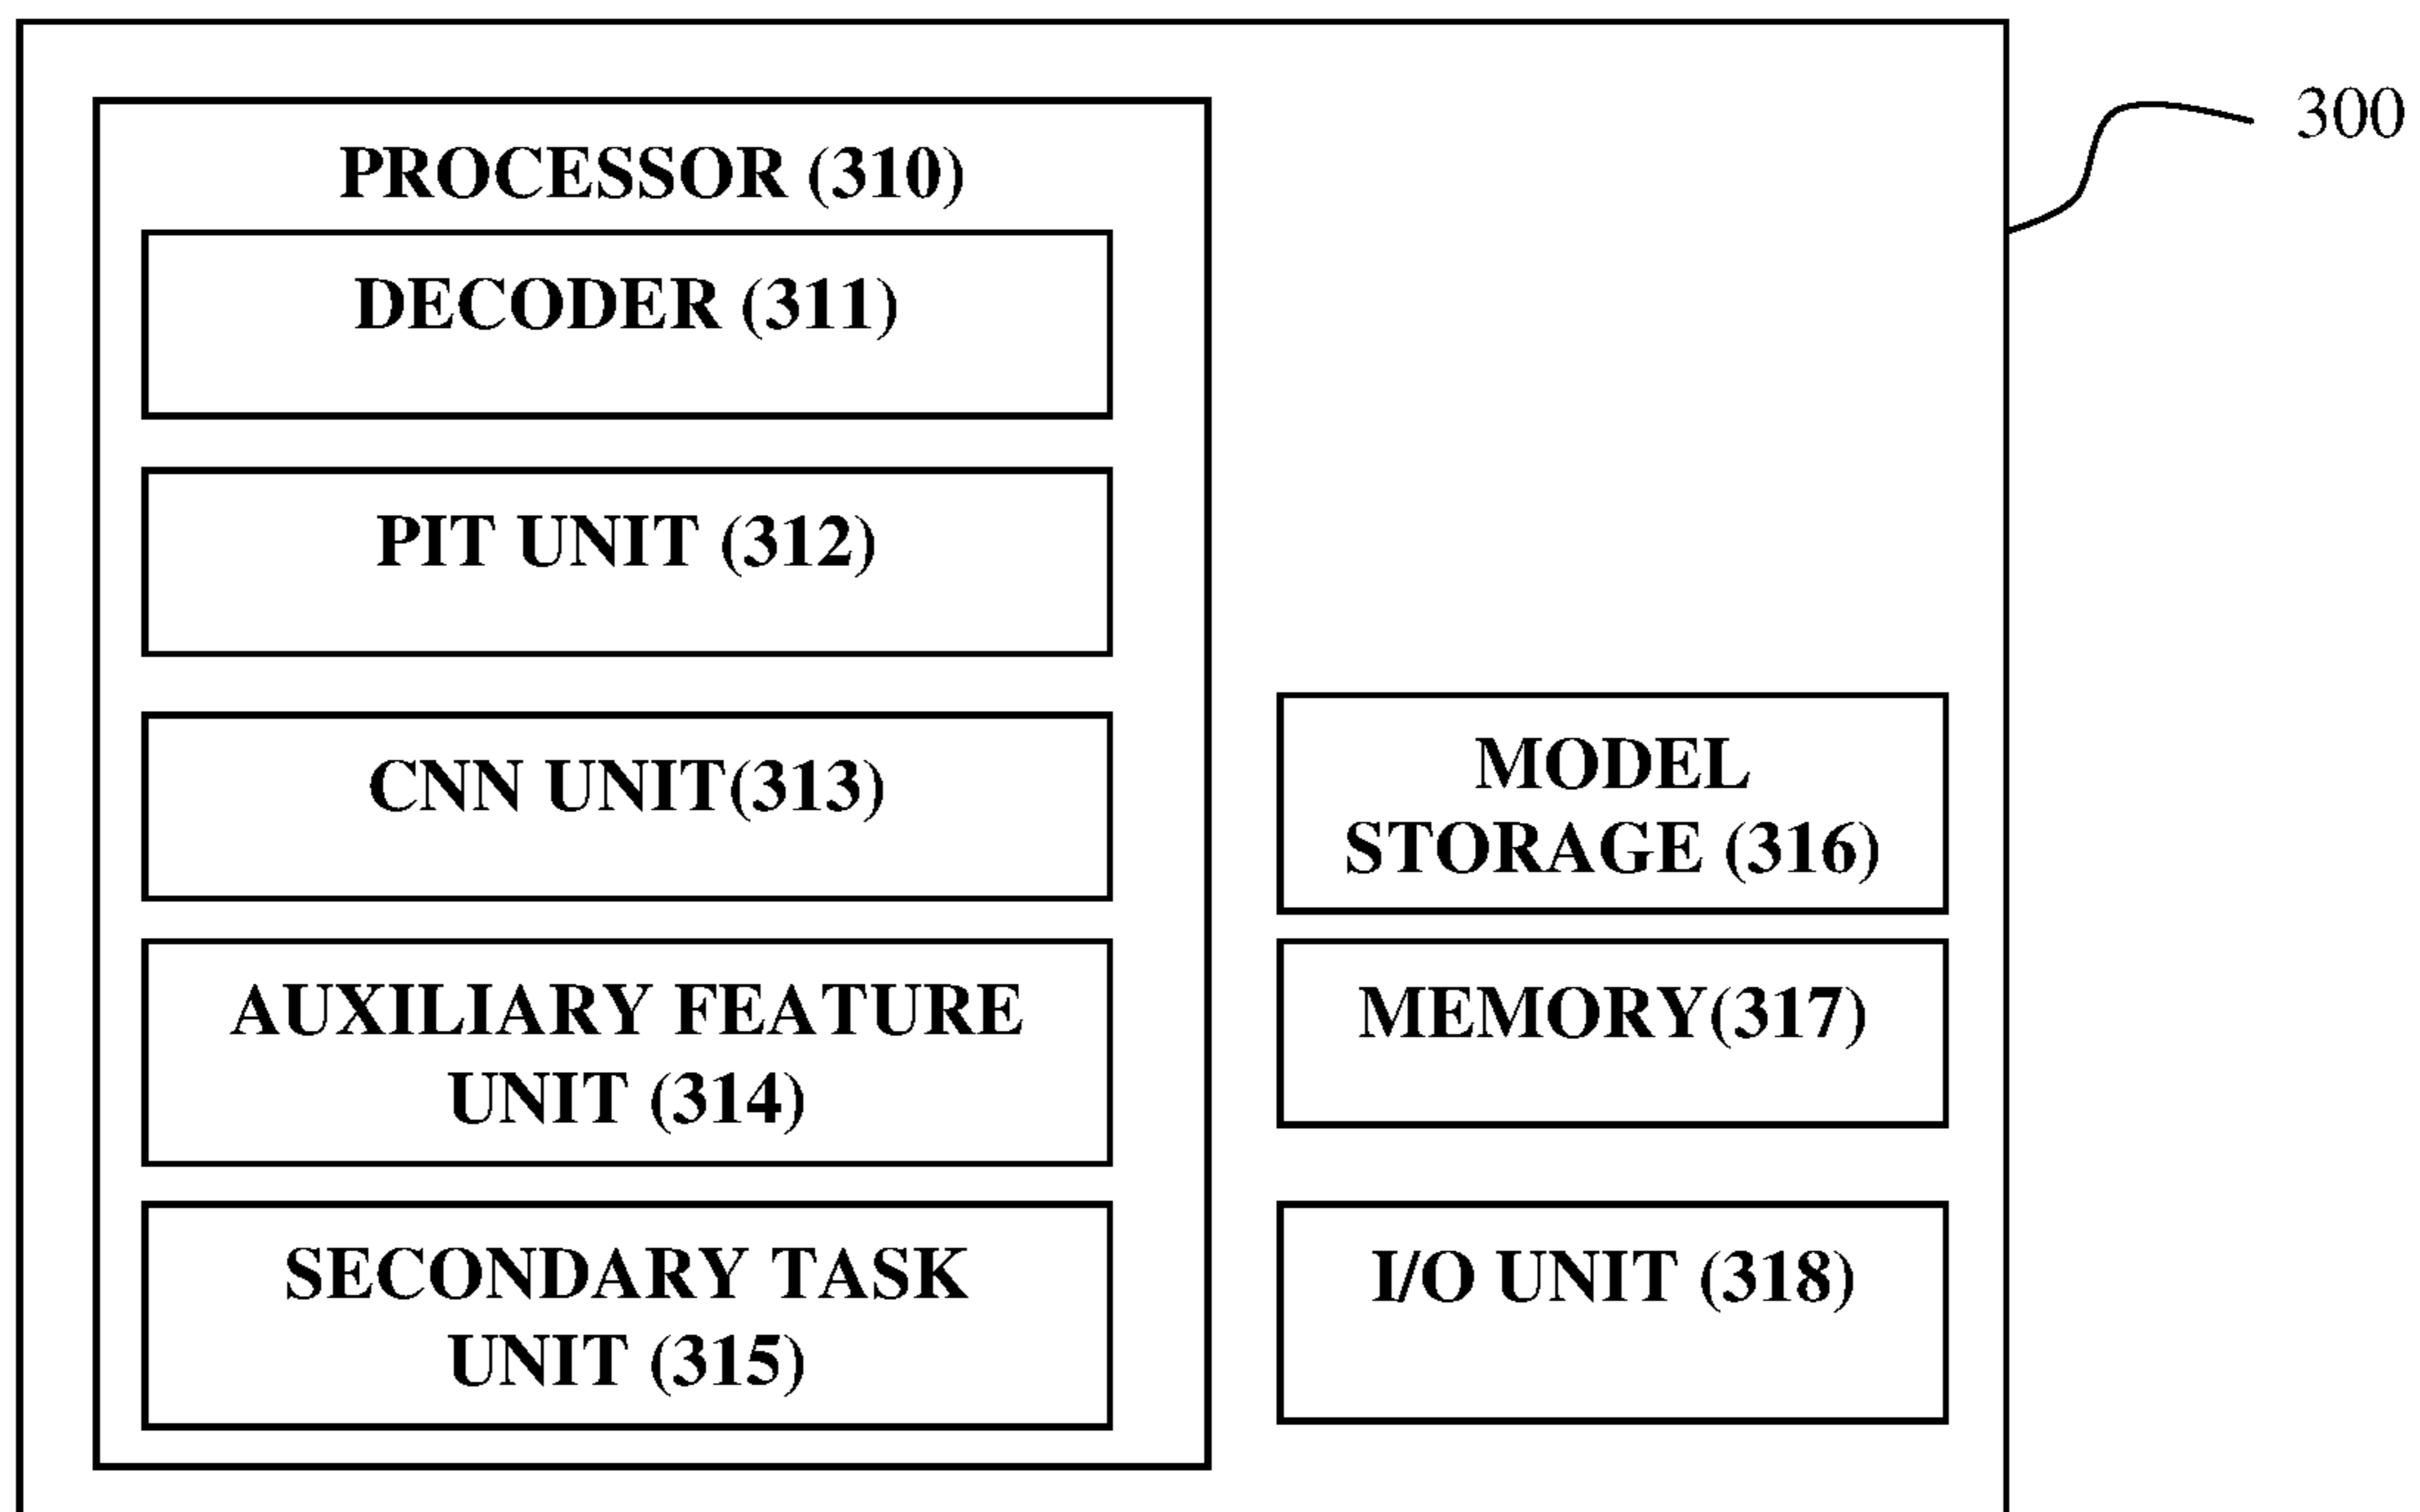 300
PROCESSOR (310)
DECODER (311)
PIT UNIT (312)
CNN UNIT(313)
AUXILIARY FEATURE
UNIT (314)
SECONDARY TASK
UNIT (315)
MODEL
STORAGE (316)
MEMORY(317)
I/O UNIT (318)